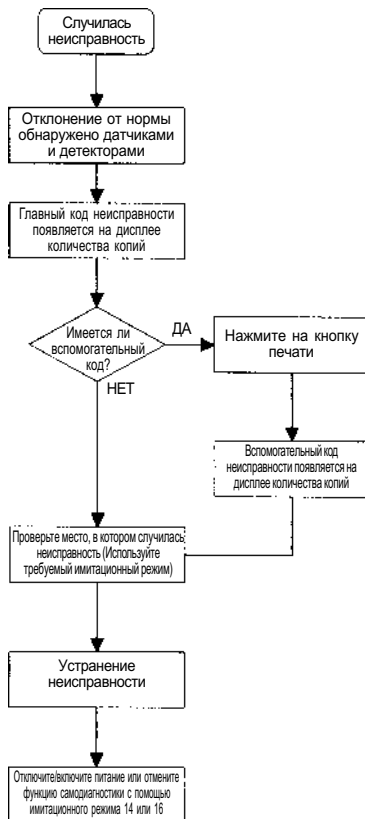 Случилась
неисправность
Отклонение от нормы
обнаружено датчиками
и детекторами
Главный код неисправности
появляется на дисплее
количества копий
Имеется ли
вспомогательный
код?
ДА
Нажмите на кнопку
печати
НЕТ
Вспомогательный код
неисправности появляется на
дисплее количества копий
Проверьте место, в котором случилась
неисправность (Используйте
требуемый имитационный режим)
Устранение
неисправности
Отключите/включите питание или отмените
функцию самодиагностики с помощью
имитационного режима 14 или 16